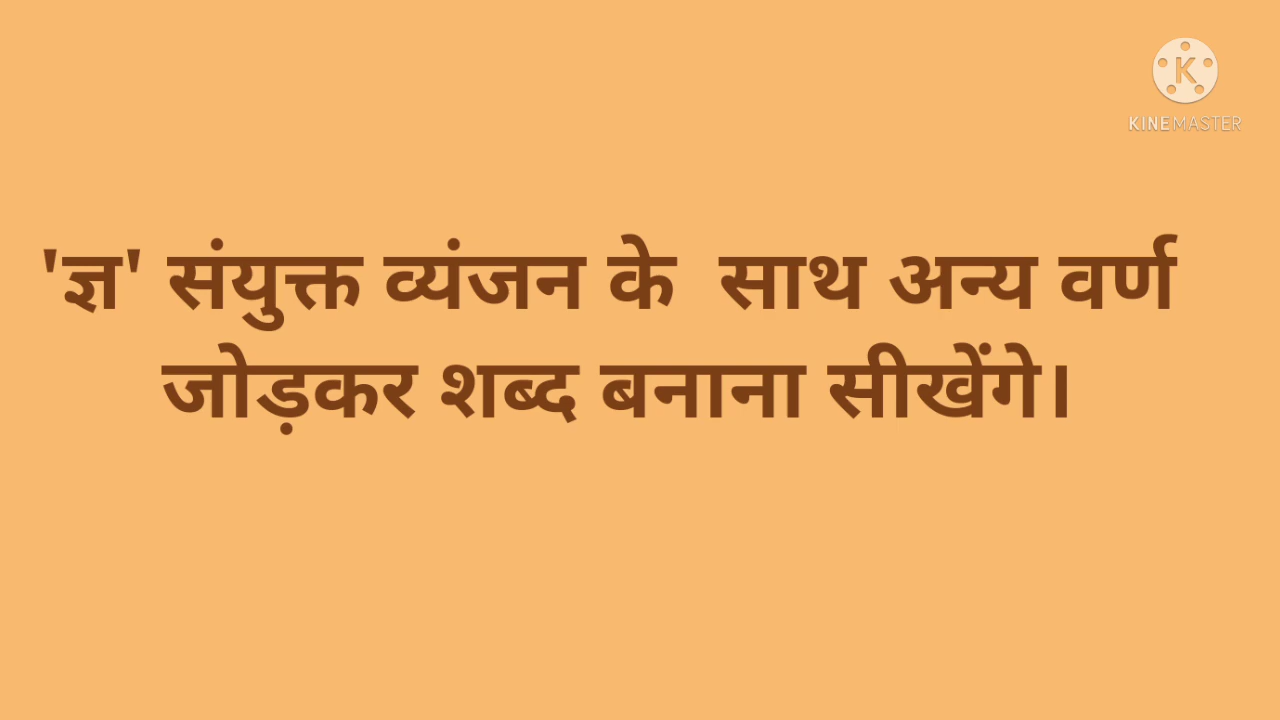 KINEMASTER
'ज्ञ' संयुक्त व्यंजन के  साथ अन्य वर्ण
जोड़कर शब्द बनाना सीखेंगे।